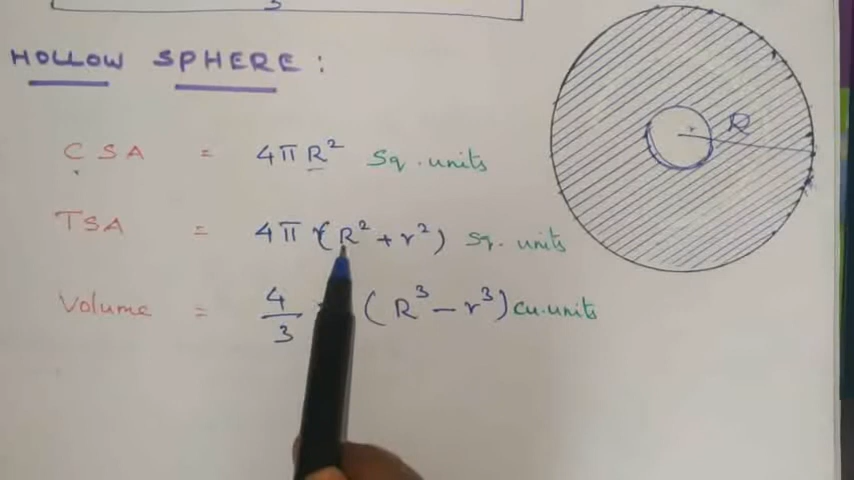 HOLLOW SPHERE :
R
CSA = 4πR² Sq. units
TSA = 4π (R² + r²) Sq. units
Volume = 4/3 (R³ – r³) cu.units